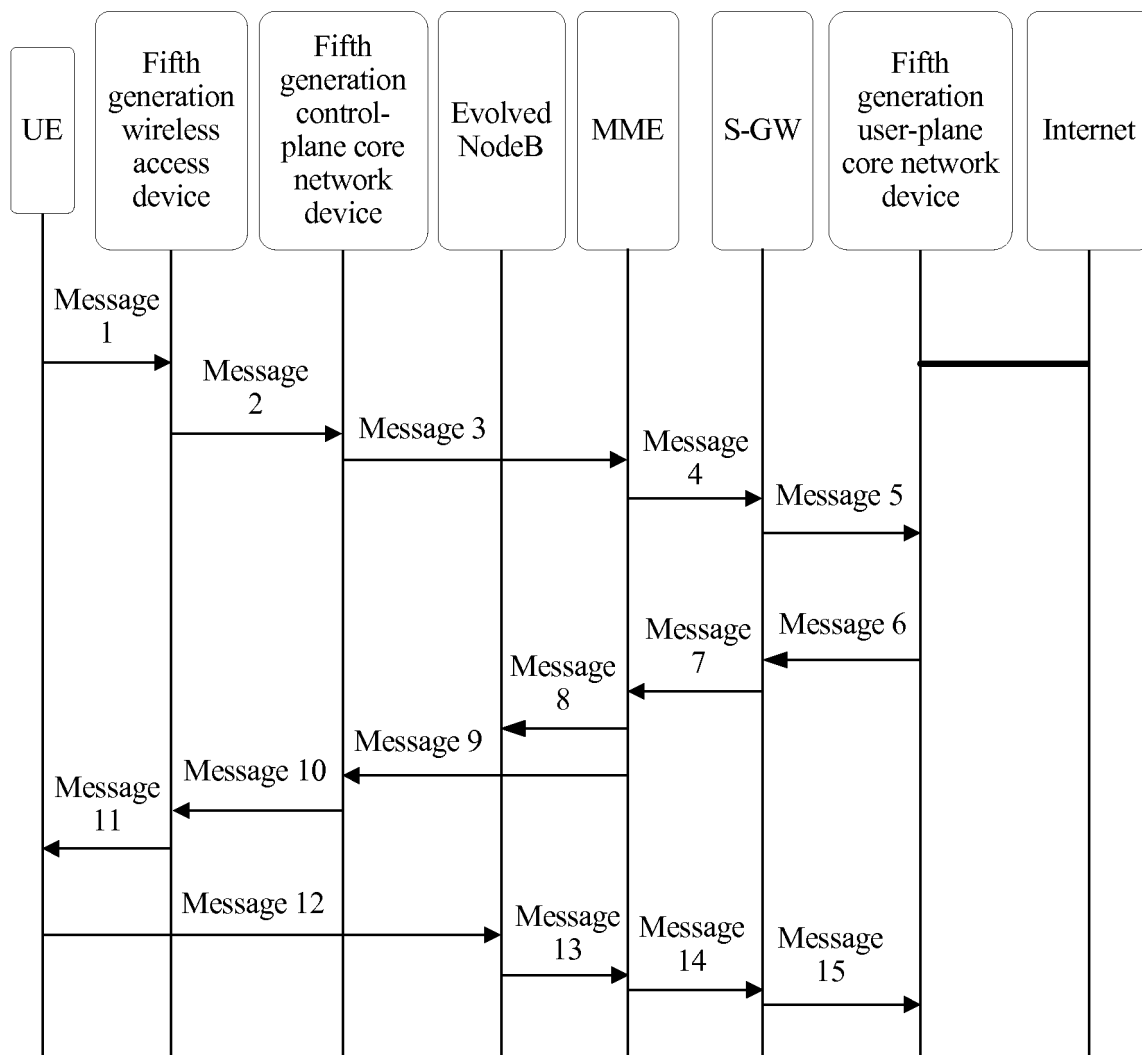 UE
Fifth
generation
wireless
access
device
Fifth
generation
control-
plane core
network
device
Evolved
NodeB
MME
S-GW
Fifth
generation
user-plane
core network
device
Internet
Message
1
Message
2
Message 3
Message
4
Message 5
Message 6
Message
7
Message
8
Message 9
Message 10
Message
11
Message 12
Message
13
Message
14
Message
15